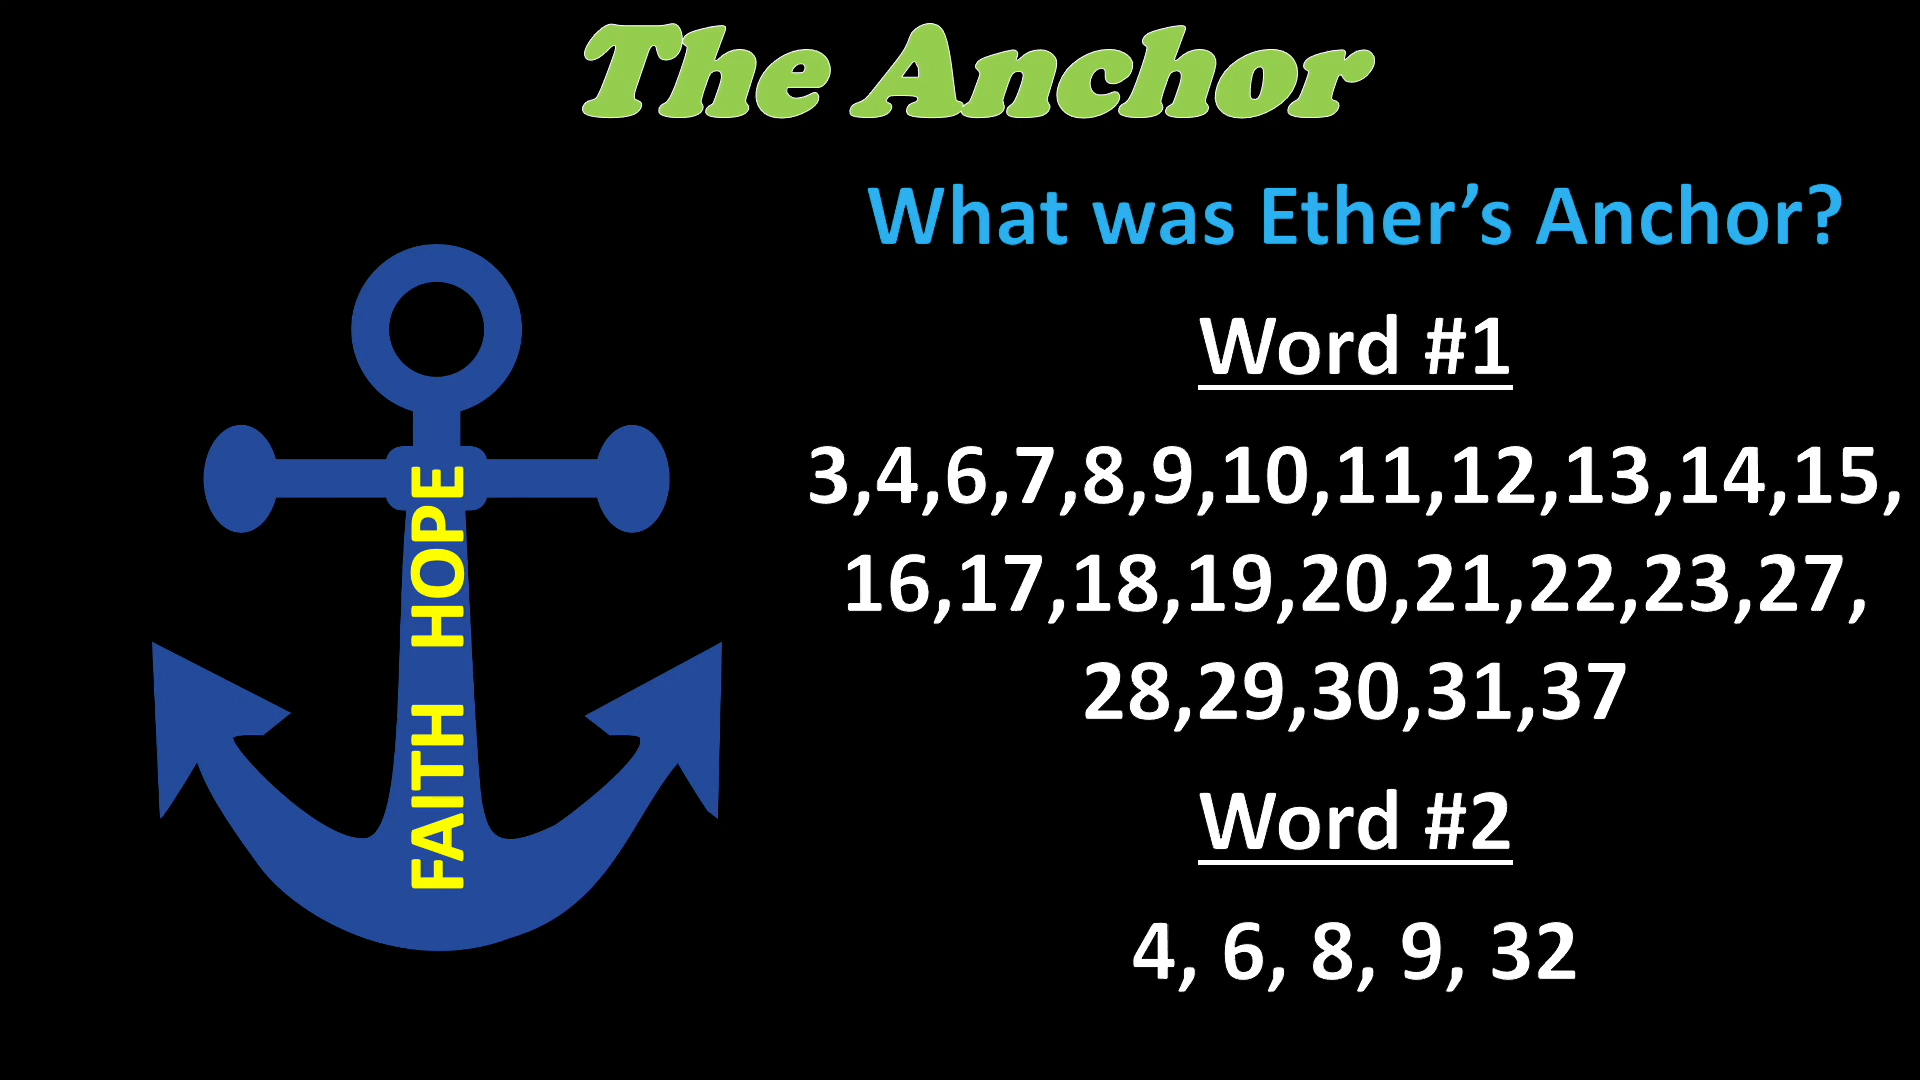 The Anchor
What was Ether’s Anchor?
Word #1
3,4,6,7,8,9,10,11,12,13,14,15,
16,17,18,19,20,21,22,23,27,
28,29,30,31,37
Word #2
4, 6, 8, 9, 32
FAITH HOPE